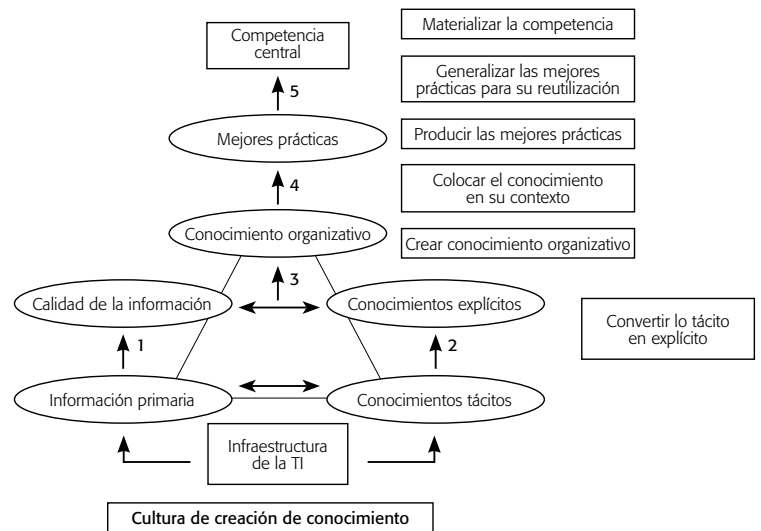 Competencia
central
Materializar la competencia
Generalizar las mejores
prácticas para su reutilización
5
Mejores prácticas
Producir las mejores prácticas
4
Colocar el conocimiento
en su contexto
Conocimiento organizativo
Crear conocimiento organizativo
3
Calidad de la información
Conocimientos explícitos
Convertir lo tácito
en explícito
1
2
Información primaria
Conocimientos tácitos
Infraestructura
de la TI
Cultura de creación de conocimiento